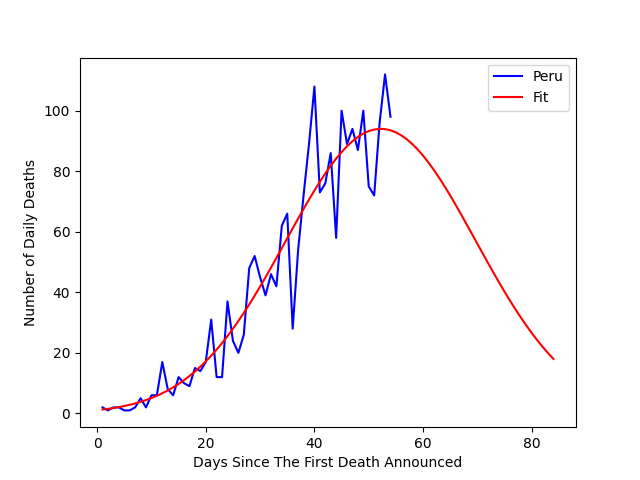 Peru
Fit
Number of Daily Deaths
100
80
60
40
20
0
0 20 40 60 80
Days Since The First Death Announced